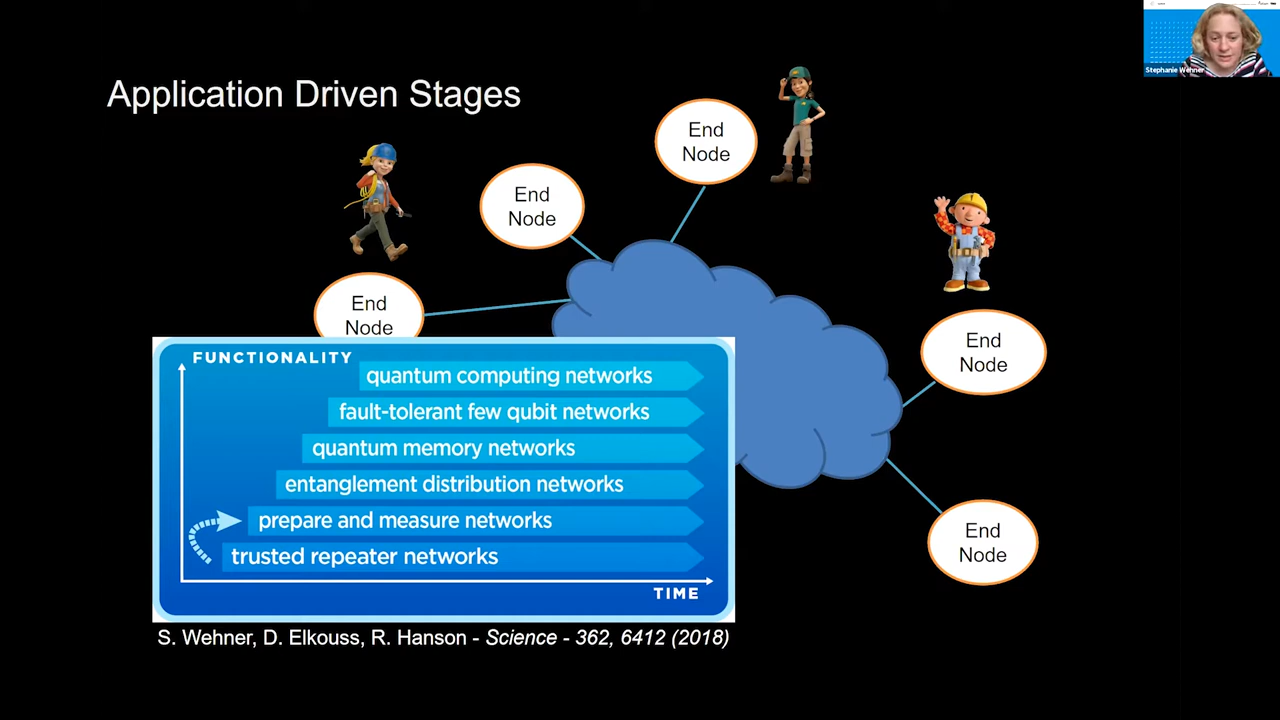 Application Driven Stages
End
Node
End
Node
End
Node
End
Node
End
Node
FUNCTIONALITY
quantum computing networks
fault-tolerant few qubit networks
quantum memory networks
entanglement distribution networks
prepare and measure networks
trusted repeater networks
TIME
S. Wehner, D. Elkouss, R. Hanson - Science - 362, 6412 (2018)
Stephanie Wehner